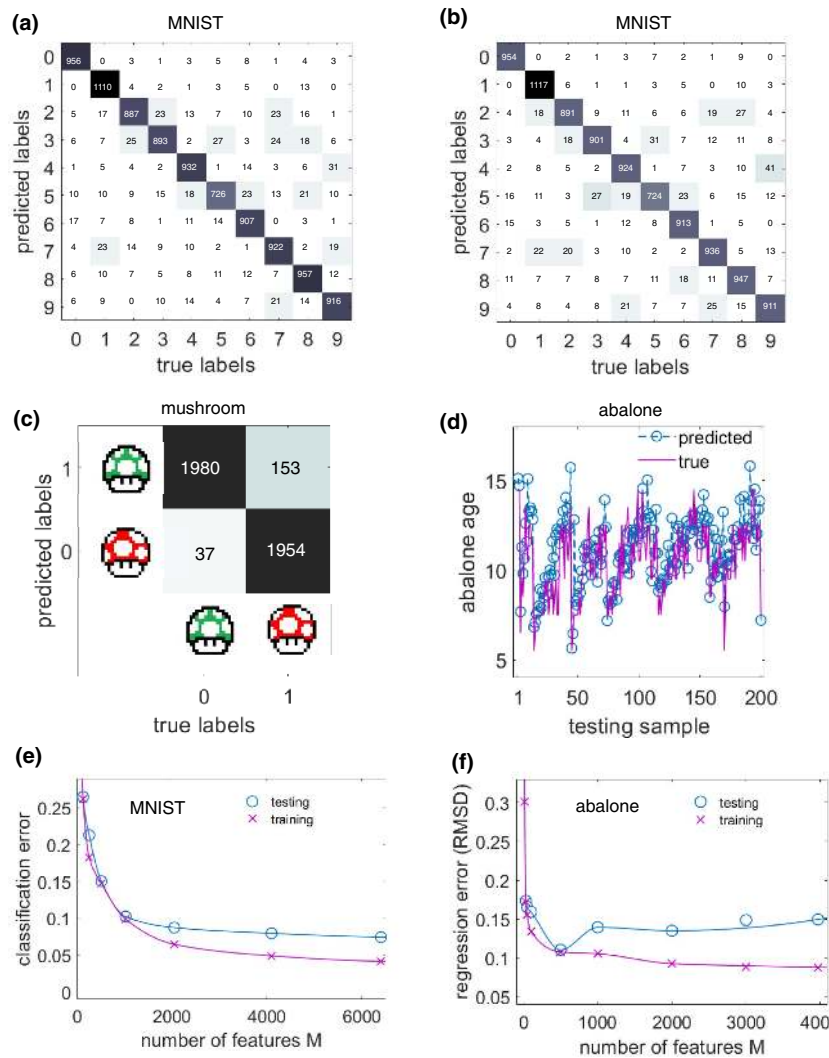 (a)
MNIST
predicted labels
0 956 0 3 1 3 5 8 1 4 3
1 0 1110 4 2 1 3 5 0 13 0
2 5 17 887 23 13 7 10 23 16 1
3 6 7 25 893 3 27 3 24 18 6
4 1 5 4 2 932 1 14 3 9 31
5 10 10 9 15 18 726 23 13 21 10
6 17 7 8 1 11 14 907 0 3 1
7 4 23 14 9 10 2 1 922 2 19
8 7 7 7 5 8 11 12 7 957 12
9 6 9 0 10 14 4 7 21 14 916
0 1 2 3 4 5 6 7 8 9
true labels
(b)
MNIST
predicted labels
0 954 0 2 1 3 7 2 1 9 0
1 0 1117 6 1 1 3 5 3 10 0
2 4 18 891 9 11 6 6 19 27 4
3 3 4 18 901 4 31 7 12 11 8
4 2 8 5 2 924 1 7 3 10 41
5 16 11 3 27 19 724 23 6 15 12
6 15 3 5 1 12 8 913 1 5 0
7 2 22 20 3 10 2 2 936 5 13
8 11 7 7 8 7 11 18 11 947 7
9 4 8 4 8 21 7 7 25 15 911
0 1 2 3 4 5 6 7 8 9
true labels
(c)
mushroom
predicted labels
1 1980 153
0 37 1954
0 1
true labels
(d)
abalone
predicted
true
abalone age
15
10
5
1 50 100 150 200
testing sample
(e)
MNIST
testing
training
classification error
0.25
0.2
0.15
0.1
0.05
0
0 2000 4000 6000
number of features M
(f)
abalone
testing
training
regression error (RMSD)
0.3
0.25
0.2
0.15
0.1
0.05
0 1000 2000 3000 4000
number of features M